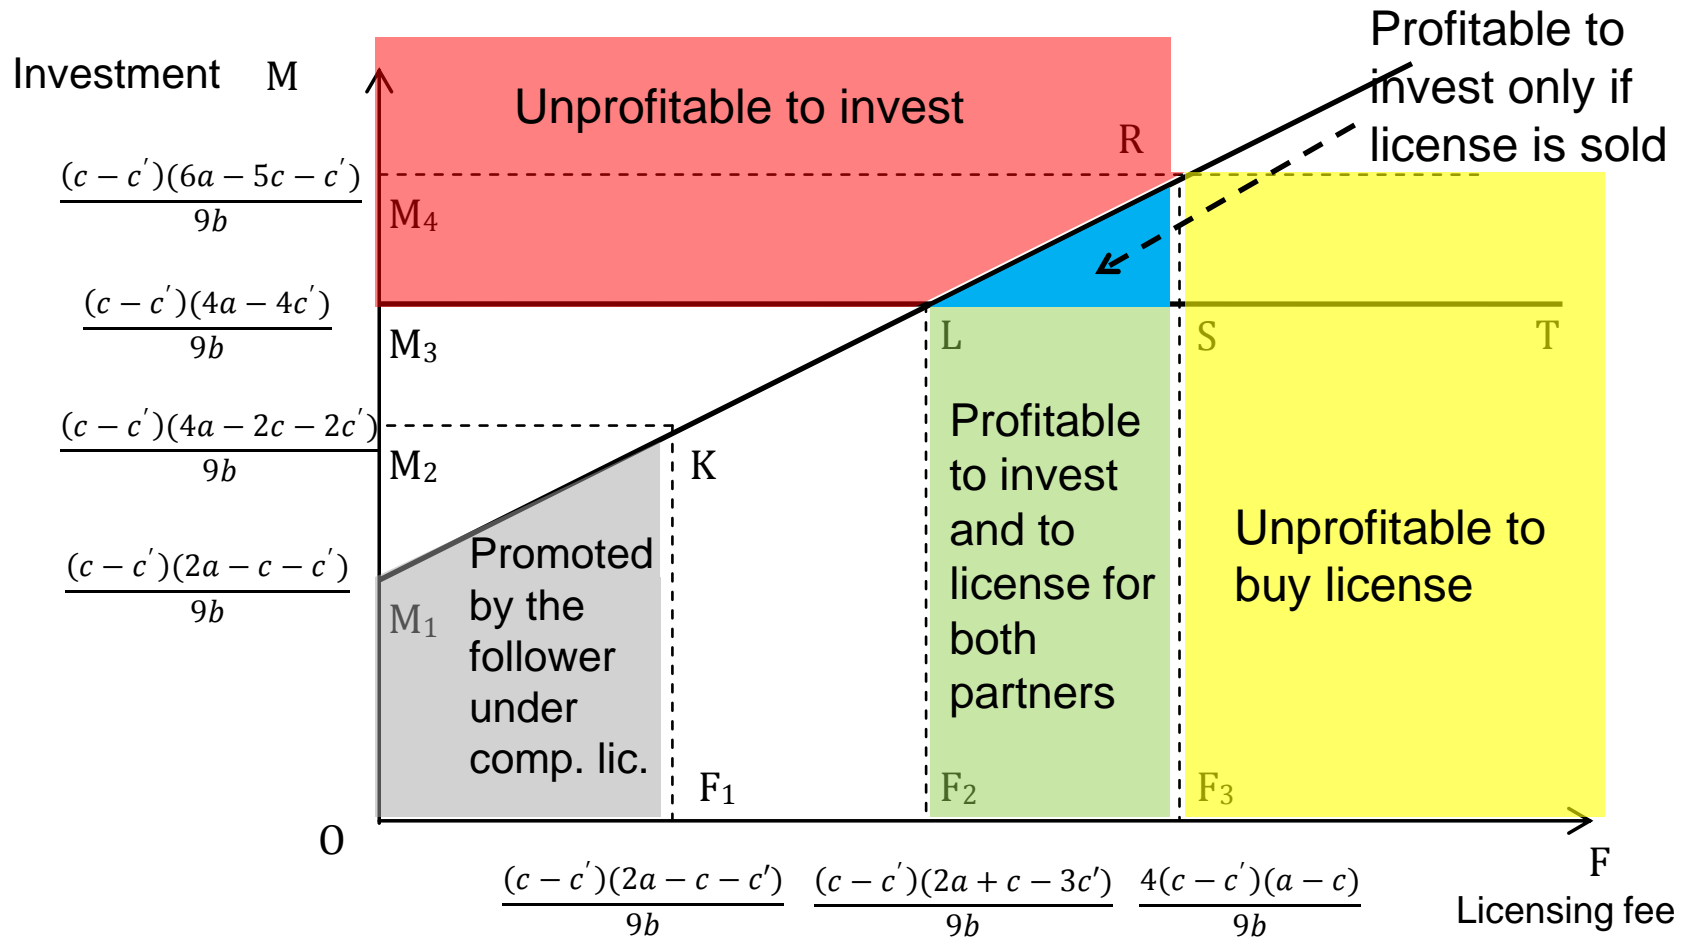 Profitable to
invest only if
license is sold
Investment M
Unprofitable to invest
R
(c − c′)(6a − 5c − c′)
9b
M₄
(c − c′)(4a − 4c′)
9b
M₃
L
S
T
(c − c′)(4a − 2c − 2c′)
9b
M₂
K
Profitable
to invest
and to
license for
both
partners
Unprofitable to
buy license
(c − c′)(2a − c − c′)
9b
M₁
Promoted
by the
follower
under
comp. lic.
F₁
F₂
F₃
O
F
(c − c′)(2a − c − c′)
9b
(c − c′)(2a + c − 3c′)
9b
4(c − c′)(a − c)
9b
Licensing fee